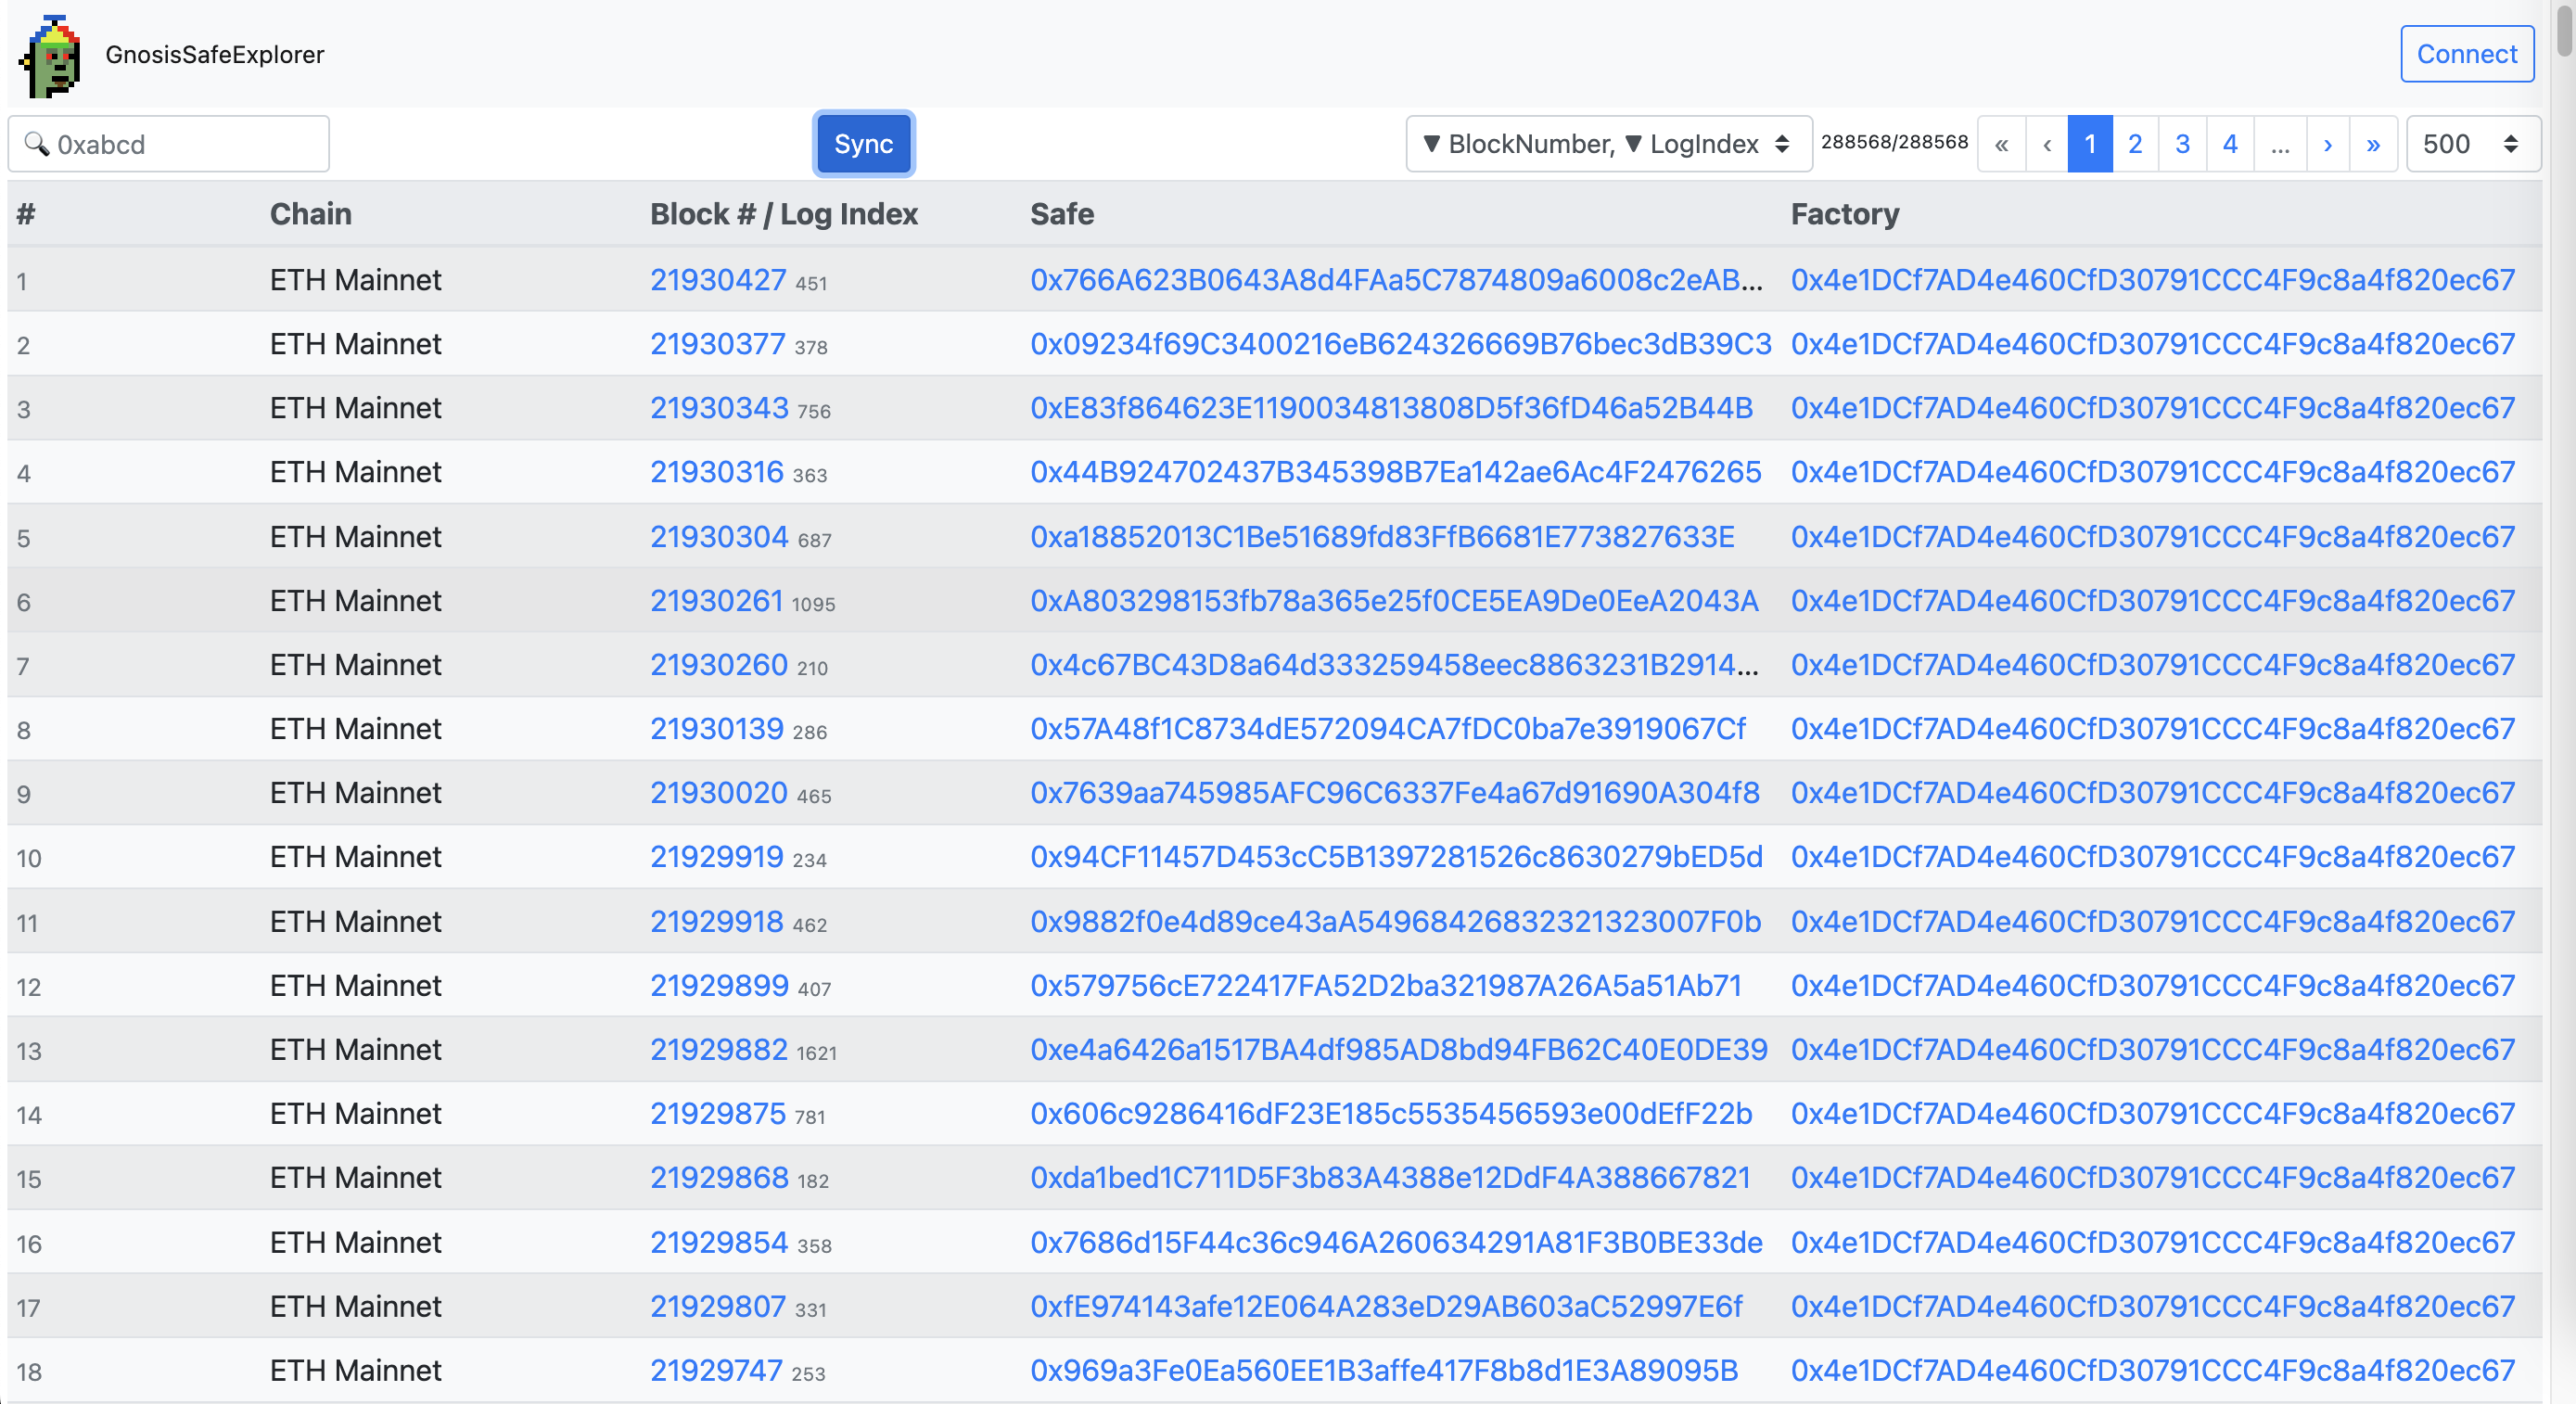 GnosisSafeExplorer
Connect
0xabcd
Sync
▼ BlockNumber, ▼ LogIndex
288568/288568
« ‹ 1 2 3 4 ... › »
500
# Chain Block # / Log Index Safe Factory
1 ETH Mainnet 21930427 451 0x766A623B0643A8d4FAa5C7874809a6008c2eAB... 0x4e1DCf7AD4e460CfD30791CCC4F9c8a4f820ec67
2 ETH Mainnet 21930377 378 0x09234f69C3400216eB624326669B76bec3dB39C3 0x4e1DCf7AD4e460CfD30791CCC4F9c8a4f820ec67
3 ETH Mainnet 21930343 756 0xE83f864623E1190034813808D5f36fD46a52B44B 0x4e1DCf7AD4e460CfD30791CCC4F9c8a4f820ec67
4 ETH Mainnet 21930316 363 0x44B924702437B345398B7Ea142ae6Ac4F2476265 0x4e1DCf7AD4e460CfD30791CCC4F9c8a4f820ec67
5 ETH Mainnet 21930304 687 0xa18852013C1Be51689fd83FfB6681E773827633E 0x4e1DCf7AD4e460CfD30791CCC4F9c8a4f820ec67
6 ETH Mainnet 21930261 1095 0xA803298153fb78a365e25f0CE5EA9De0EeA2043A 0x4e1DCf7AD4e460CfD30791CCC4F9c8a4f820ec67
7 ETH Mainnet 21930260 210 0x4c67BC43D8a64d333259458eec8863231B2914... 0x4e1DCf7AD4e460CfD30791CCC4F9c8a4f820ec67
8 ETH Mainnet 21930139 286 0x57A48f1C8734dE572094CA7fDC0ba7e3919067Cf 0x4e1DCf7AD4e460CfD30791CCC4F9c8a4f820ec67
9 ETH Mainnet 21930020 465 0x7639aa745985AFC96C6337Fe4a67d91690A304f8 0x4e1DCf7AD4e460CfD30791CCC4F9c8a4f820ec67
10 ETH Mainnet 21929919 234 0x94CF11457D453cC5B1397281526c8630279bED5d 0x4e1DCf7AD4e460CfD30791CCC4F9c8a4f820ec67
11 ETH Mainnet 21929918 462 0x9882f0e4d89ce43aA54968426832321323007F0b 0x4e1DCf7AD4e460CfD30791CCC4F9c8a4f820ec67
12 ETH Mainnet 21929899 407 0x579756cE722417FA52D2ba321987A26A5a51Ab71 0x4e1DCf7AD4e460CfD30791CCC4F9c8a4f820ec67
13 ETH Mainnet 21929882 1621 0xe4a6426a1517BA4df985AD8bd94FB62C40E0DE39 0x4e1DCf7AD4e460CfD30791CCC4F9c8a4f820ec67
14 ETH Mainnet 21929875 781 0x606c9286416dF23E185c5535456593e00dEfF22b 0x4e1DCf7AD4e460CfD30791CCC4F9c8a4f820ec67
15 ETH Mainnet 21929868 182 0xda1bed1C711D5F3b83A4388e12DdF4A388667821 0x4e1DCf7AD4e460CfD30791CCC4F9c8a4f820ec67
16 ETH Mainnet 21929854 358 0x7686d15F44c36c946A260634291A81F3B0BE33de 0x4e1DCf7AD4e460CfD30791CCC4F9c8a4f820ec67
17 ETH Mainnet 21929807 331 0xfE974143afe12E064A283eD29AB603aC52997E6f 0x4e1DCf7AD4e460CfD30791CCC4F9c8a4f820ec67
18 ETH Mainnet 21929747 253 0x969a3Fe0Ea560EE1B3affe417F8b8d1E3A89095B 0x4e1DCf7AD4e460CfD30791CCC4F9c8a4f820ec67